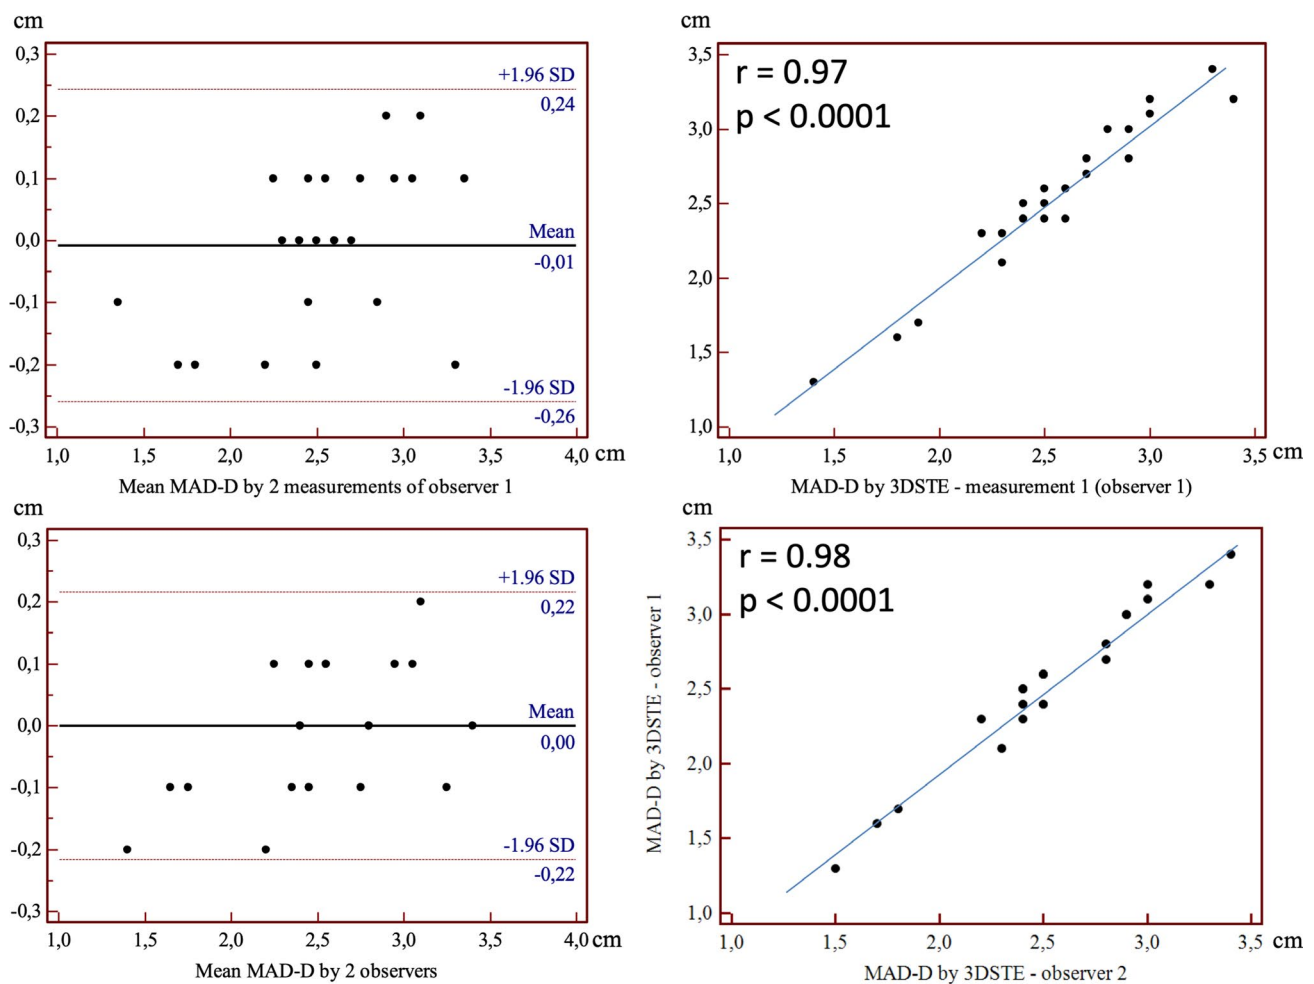 cm
0,3
0,2
0,1
0,0
-0,1
-0,2
-0,3
+1.96 SD
0,24
Mean
-0,01
-1.96 SD
-0,26
1,0 1,5 2,0 2,5 3,0 3,5 4,0 cm
Mean MAD-D by 2 measurements of observer 1
cm
3,5
3,0
2,5
2,0
1,5
1,0
r = 0.97
p < 0.0001
1,0 1,5 2,0 2,5 3,0 3,5 cm
MAD-D by 3DSTE - measurement 1 (observer 1)
cm
0,3
0,2
0,1
0,0
-0,1
-0,2
-0,3
+1.96 SD
0,22
Mean
0,00
-1.96 SD
-0,22
1,0 1,5 2,0 2,5 3,0 3,5 4,0 cm
Mean MAD-D by 2 observers
cm
MAD-D by 3DSTE - observer 1
3,5
3,0
2,5
2,0
1,5
1,0
r = 0.98
p < 0.0001
1,0 1,5 2,0 2,5 3,0 3,5 cm
MAD-D by 3DSTE - observer 2